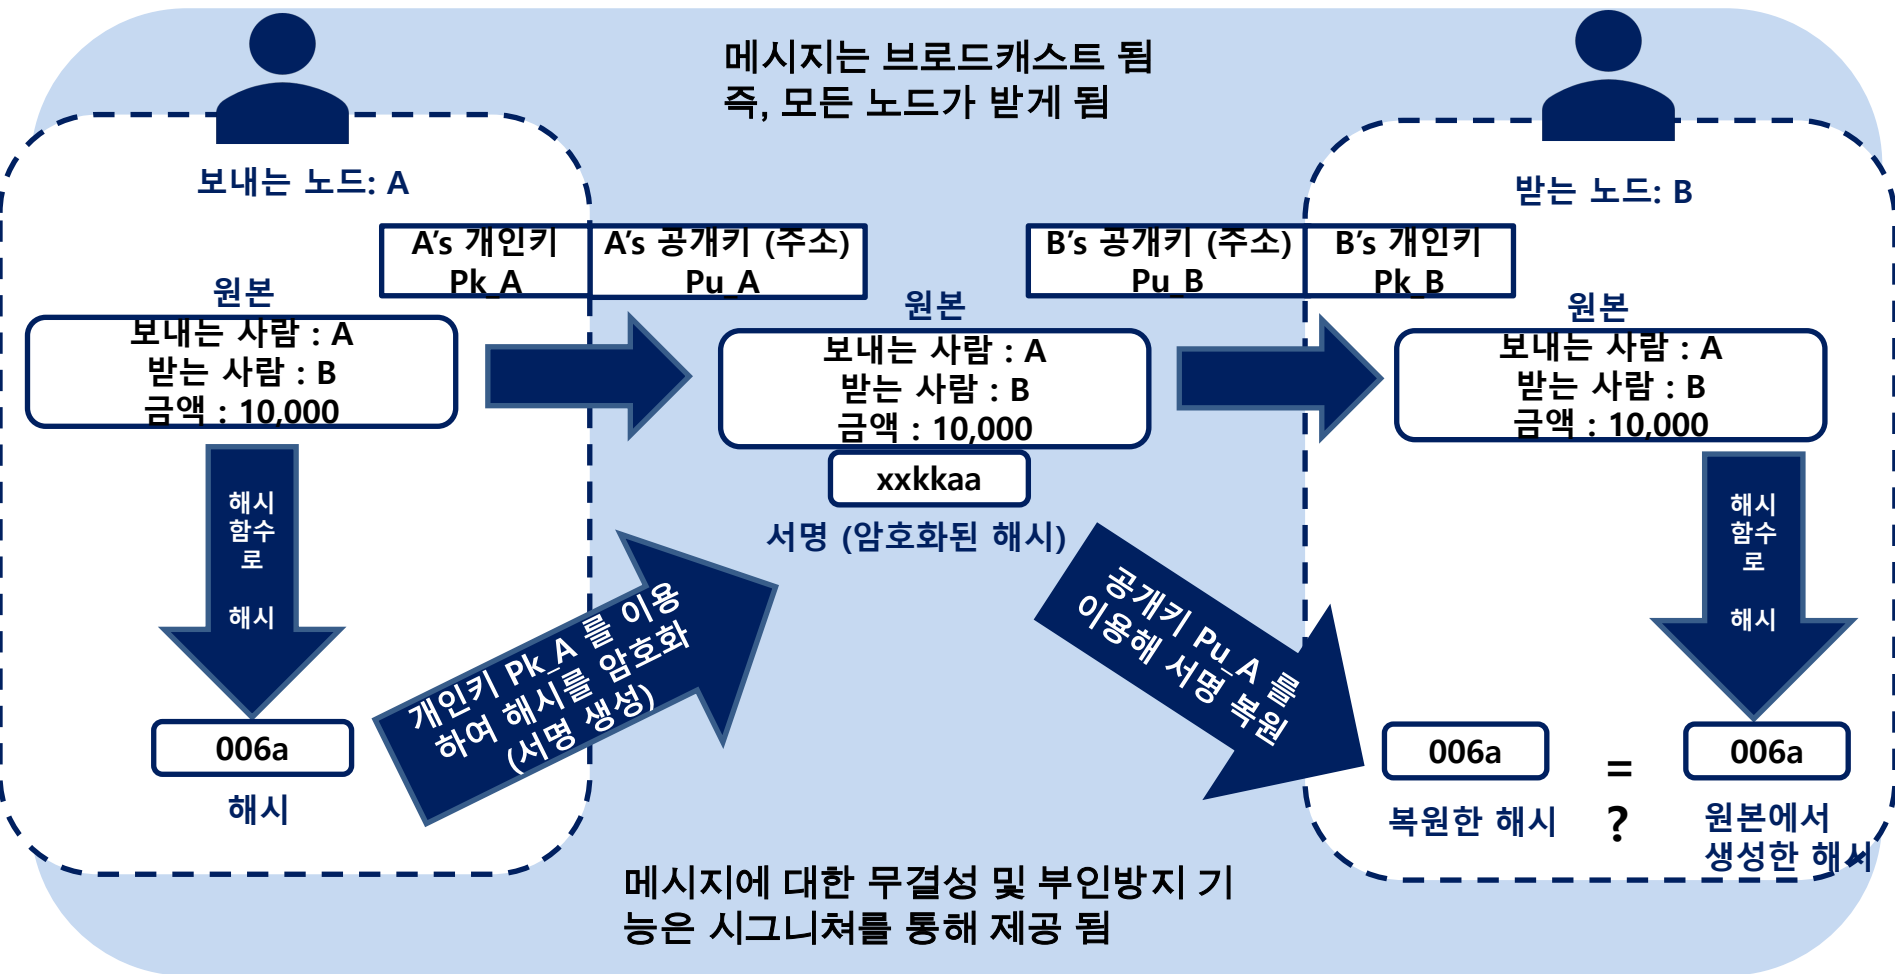 메시지는 브로드캐스트 됨
즉, 모든 노드가 받게 됨
보내는 노드: A
받는 노드: B
A's 개인키
Pk_A
A's 공개키 (주소)
Pu_A
B's 공개키 (주소)
Pu_B
B's 개인키
Pk_B
원본
보내는 사람 : A
받는 사람 : B
금액 : 10,000
원본
보내는 사람 : A
받는 사람 : B
금액 : 10,000
xxkkaa
서명 (암호화된 해시)
원본
보내는 사람 : A
받는 사람 : B
금액 : 10,000
해시
함수
로
해시
개인키 Pk_A 를 이용
하여 해시를 암호화
(서명 생성)
공개키 Pu_A 를
이용해 서명 복원
해시
함수
로
해시
006a
해시
006a
복원한 해시
=
?
006a
원본에서
생성한 해시
메시지에 대한 무결성 및 부인방지 기
능은 시그니쳐를 통해 제공 됨